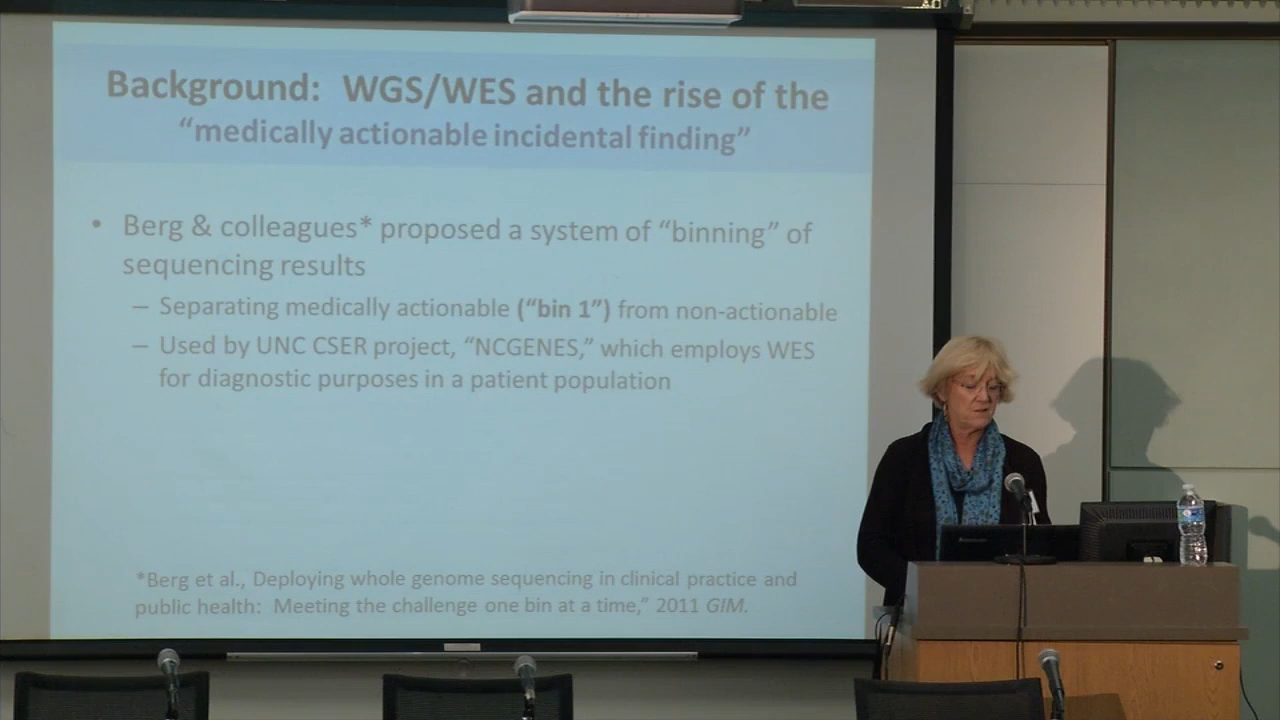 Background: WGS/WES and the rise of the
“medically actionable incidental finding”
• Berg & colleagues* proposed a system of “binning” of
sequencing results
– Separating medically actionable (“bin 1”) from non-actionable
– Used by UNC CSER project, “NCGENES,” which employs WES
for diagnostic purposes in a patient population
*Berg et al., Deploying whole genome sequencing in clinical practice and
public health: Meeting the challenge one bin at a time,” 2011 GIM.